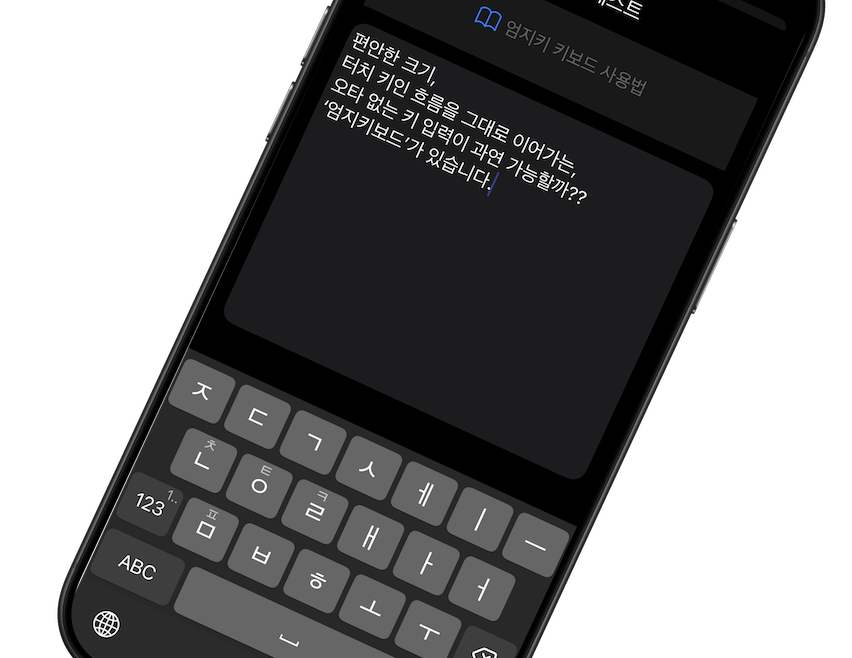 엄지키 키보드 사용법
편안한 크기,
터치 키인 흐름을 그대로 이어가는,
오타 없는 키 입력이 과연 가능할까??
‘엄지키보드’가 있습니다.
ㅈ ㄷ ㄱ ㅅ ㅔ ㅣ ㅡ
ㅊ ㅌ ㅋ
ㄴ ㅇ ㄹ ㅐ ㅏ ㅓ
123 1.. ㅍ
ㅁ ㅂ ㅎ ㅗ ㅜ
ABC